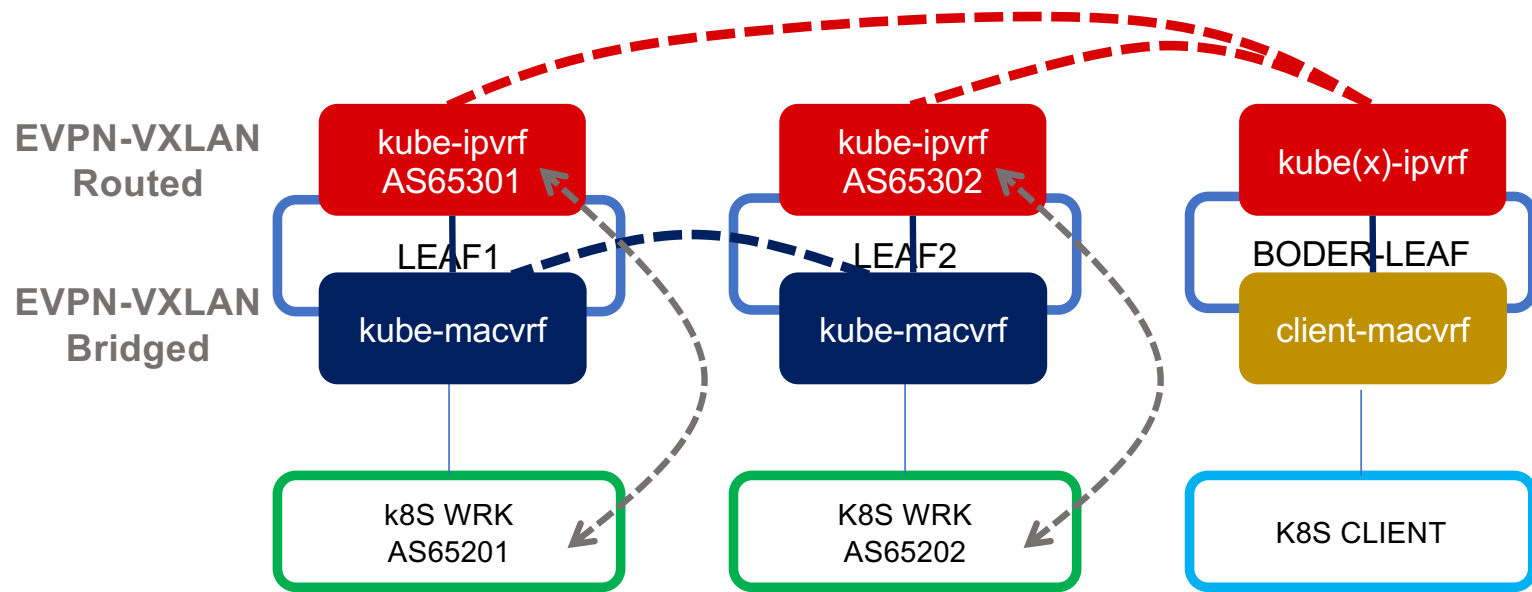 EVPN-VXLAN
Routed
kube-ipvrf
AS65301
kube-ipvrf
AS65302
kube(x)-ipvrf
LEAF1
LEAF2
BODER-LEAF
EVPN-VXLAN
Bridged
kube-macvrf
kube-macvrf
client-macvrf
k8S WRK
AS65201
K8S WRK
AS65202
K8S CLIENT